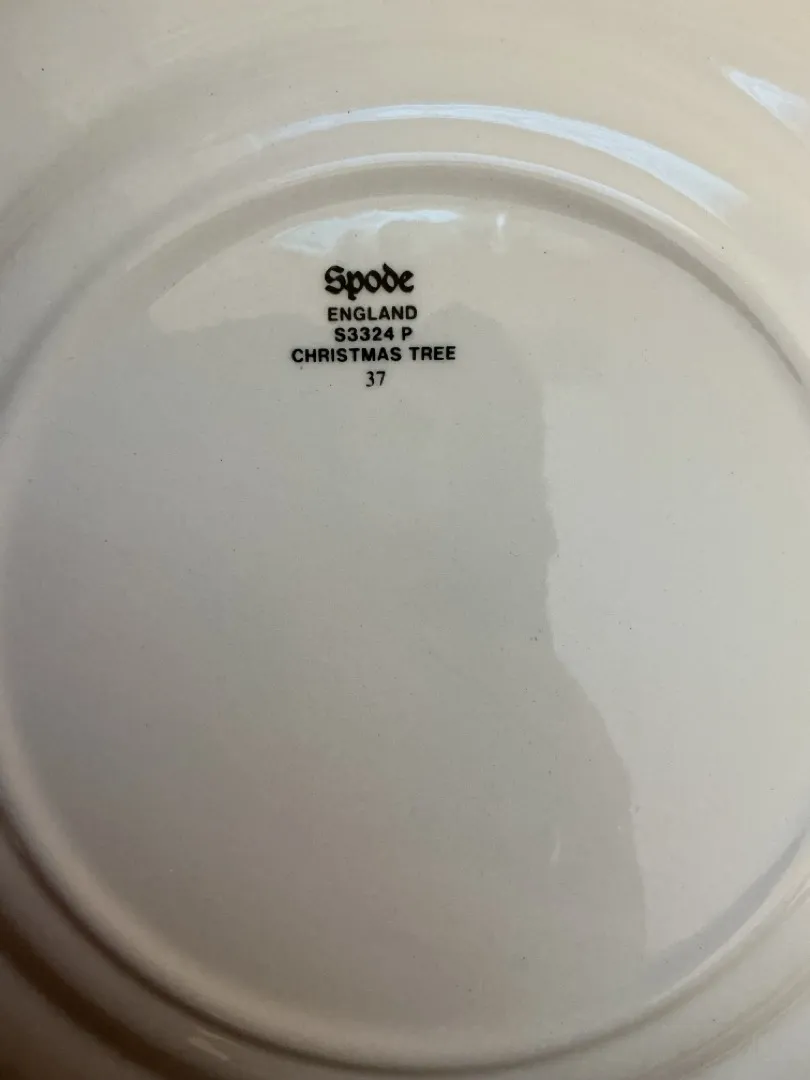 Spode
ENGLAND
S3324 P
CHRISTMAS TREE
37